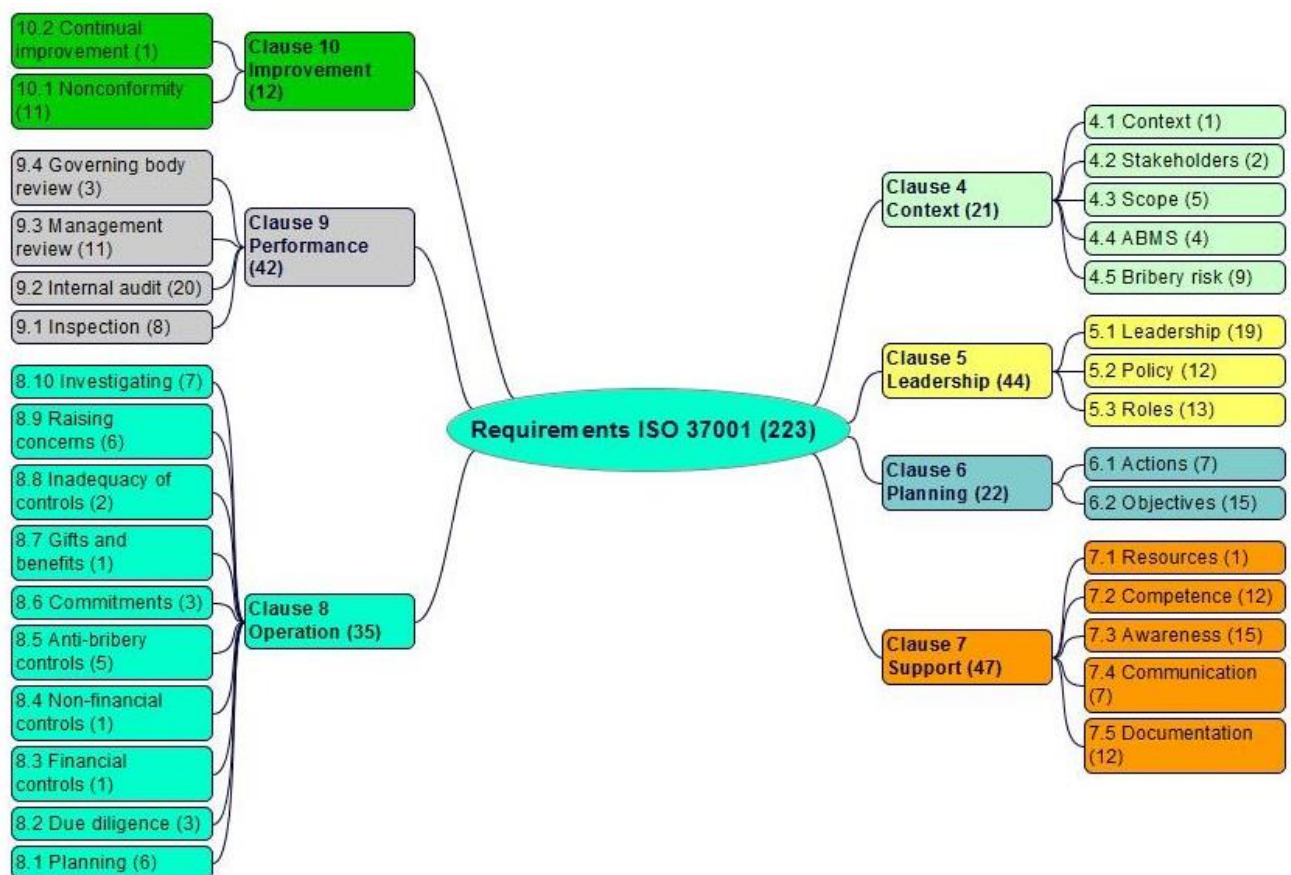 10.2 Continual
improvement (1)
10.1 Nonconformity
(11)
Clause 10
Improvement
(12)
9.4 Governing body
review (3)
9.3 Management
review (11)
9.2 Internal audit (20)
9.1 Inspection (8)
Clause 9
Performance
(42)
8.10 Investigating (7)
8.9 Raising
concerns (6)
8.8 Inadequacy of
controls (2)
8.7 Gifts and
benefits (1)
8.6 Commitments (3)
8.5 Anti-bribery
controls (5)
8.4 Non-financial
controls (1)
8.3 Financial
controls (1)
8.2 Due diligence (3)
8.1 Planning (6)
Clause 8
Operation (35)
Requirements ISO 37001 (223)
Clause 4
Context (21)
4.1 Context (1)
4.2 Stakeholders (2)
4.3 Scope (5)
4.4 ABMS (4)
4.5 Bribery risk (9)
Clause 5
Leadership (44)
5.1 Leadership (19)
5.2 Policy (12)
5.3 Roles (13)
Clause 6
Planning (22)
6.1 Actions (7)
6.2 Objectives (15)
Clause 7
Support (47)
7.1 Resources (1)
7.2 Competence (12)
7.3 Awareness (15)
7.4 Communication
(7)
7.5 Documentation
(12)